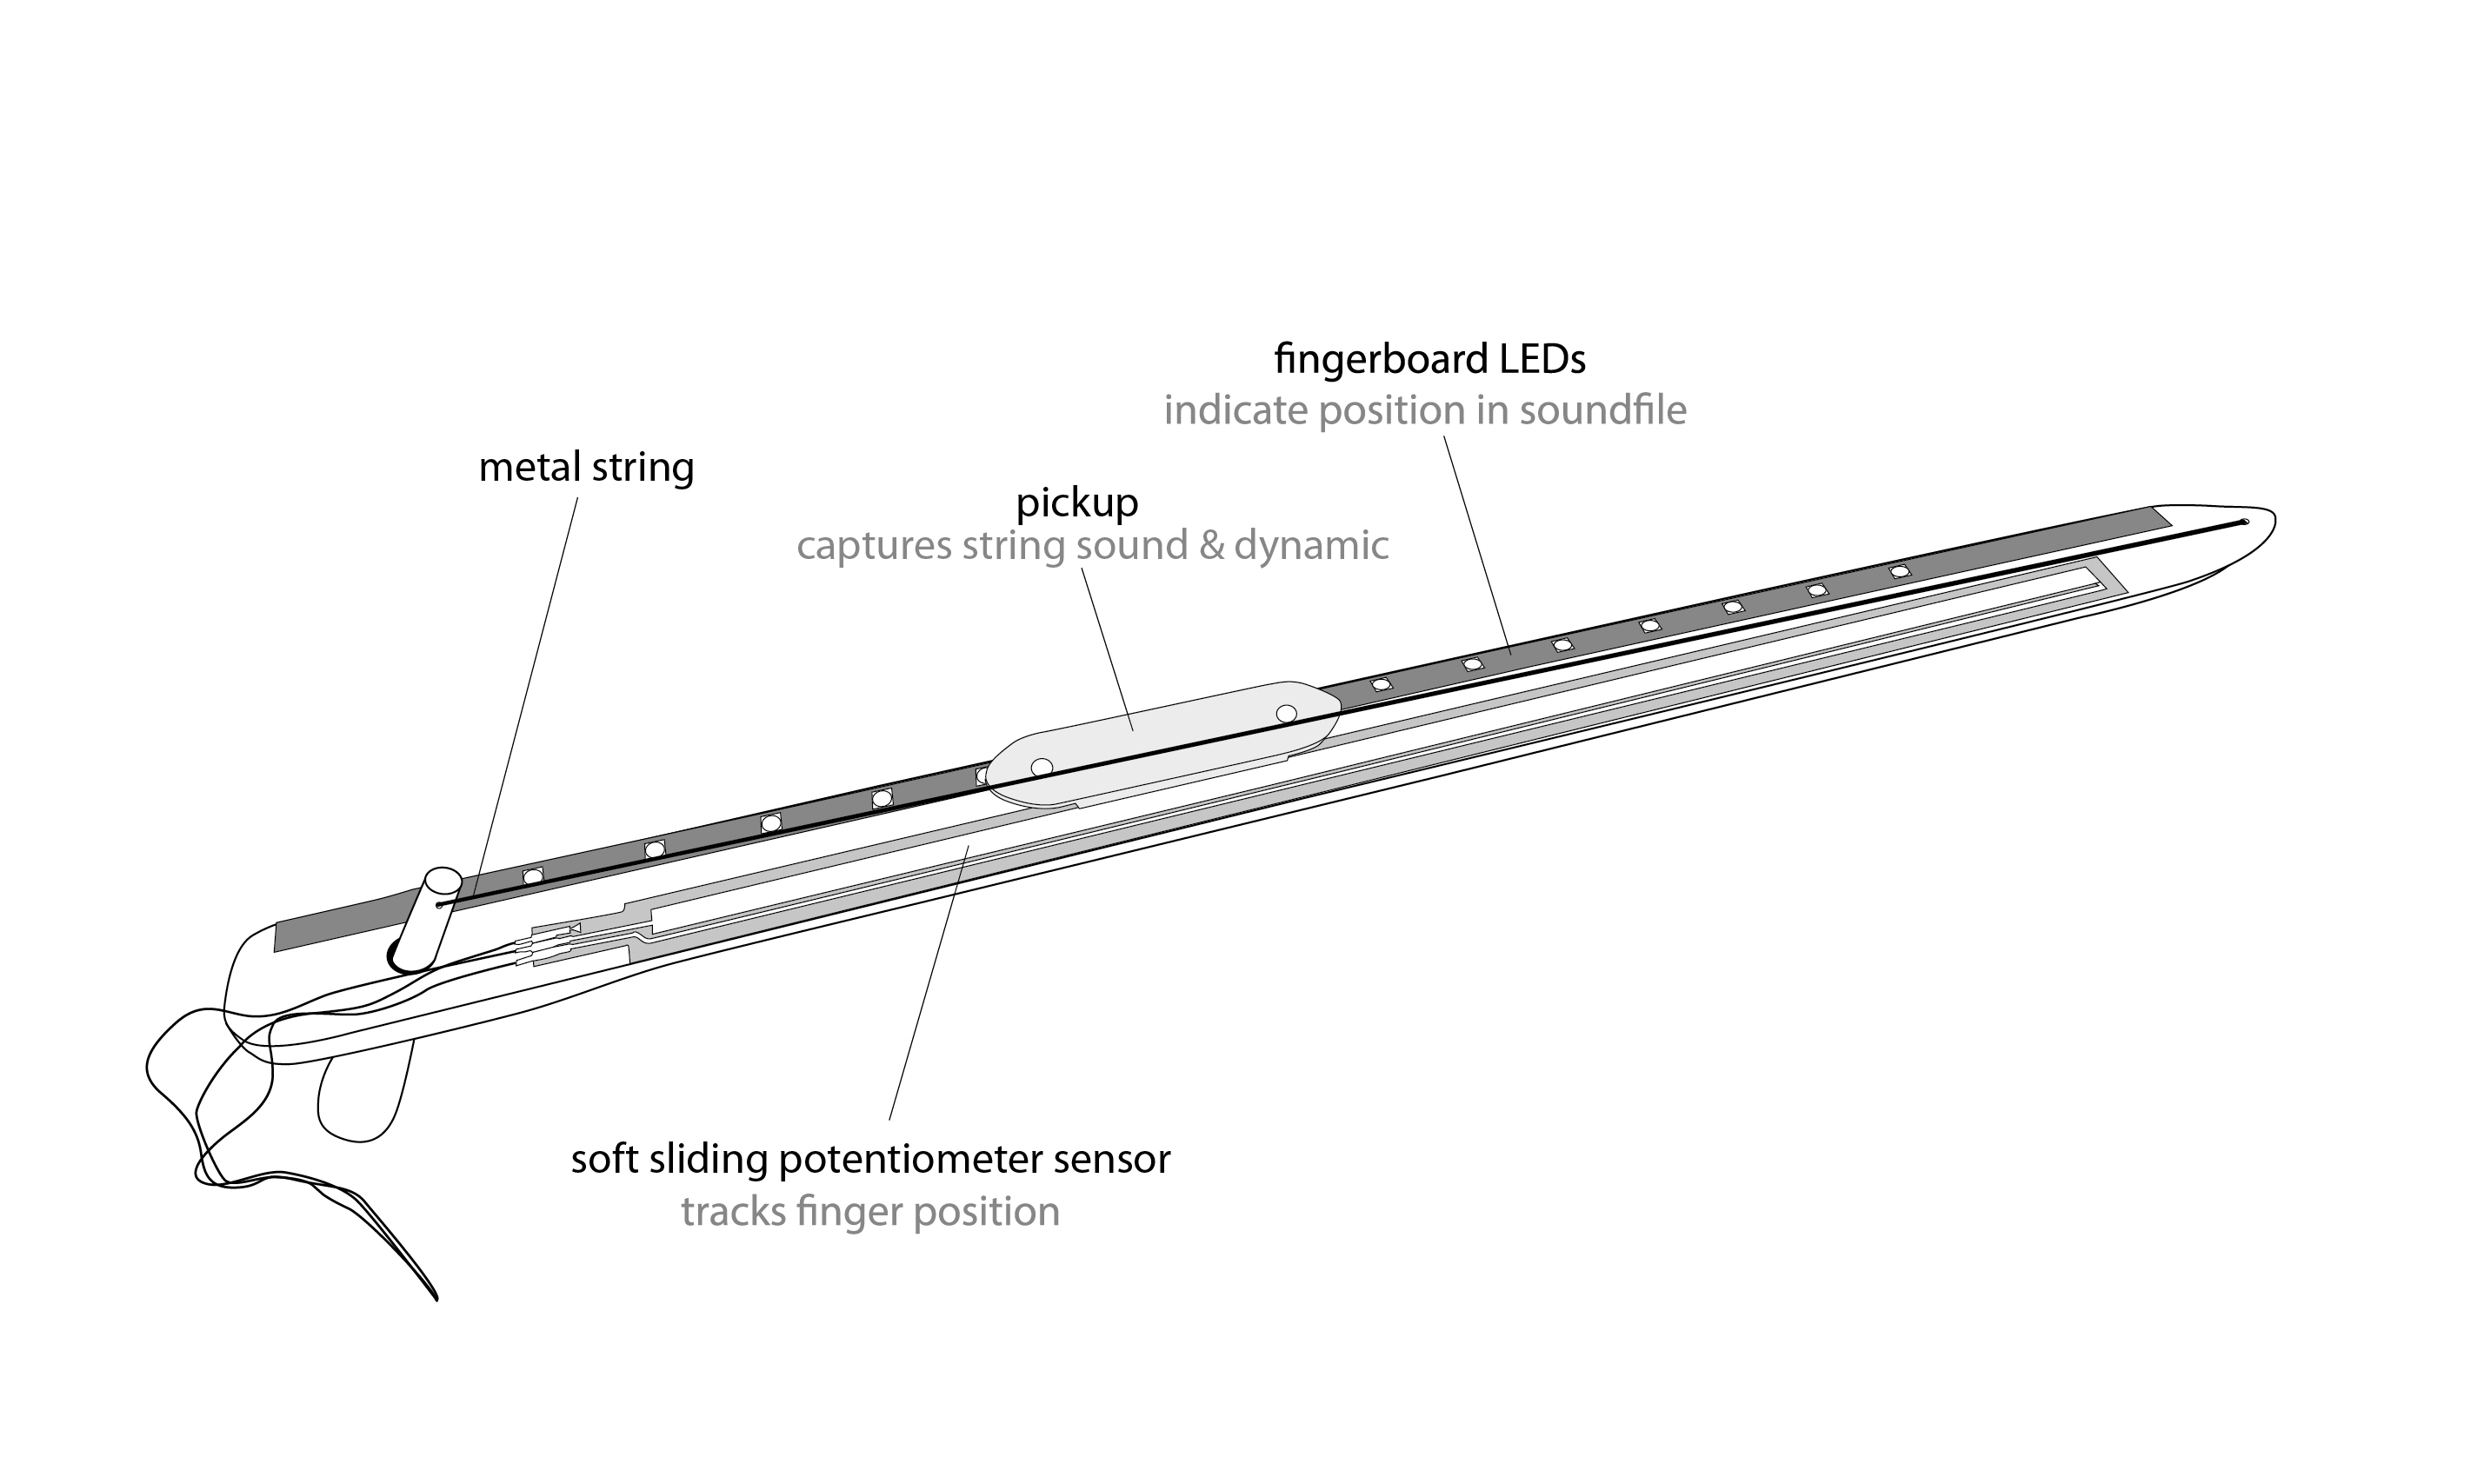 fingerboard LEDs
indicate position in soundfile
metal string
pickup
captures string sound & dynamic
soft sliding potentiometer sensor
tracks finger position